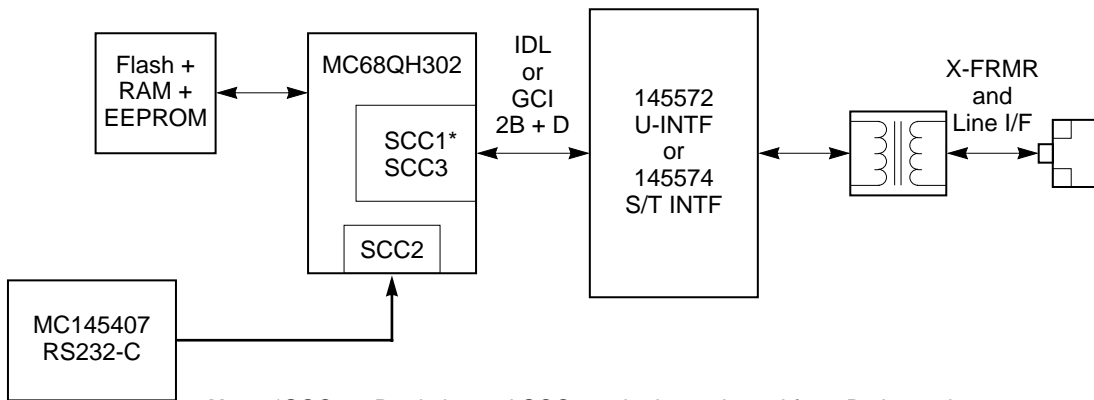 Flash +
RAM +
EEPROM
MC68QH302
SCC1*
SCC3
SCC2
IDL
or
GCI
2B + D
145572
U-INTF
or
145574
S/T INTF
X-FRMR
and
Line I/F
MC145407
RS232-C